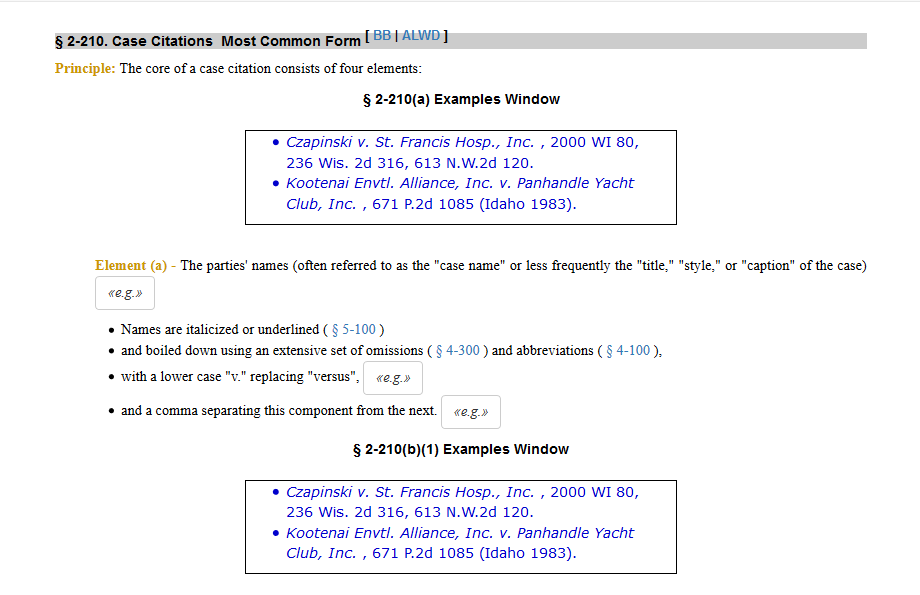 § 2-210. Case Citations  Most Common Form [ BB | ALWD ]
Principle: The core of a case citation consists of four elements:
§ 2-210(a) Examples Window
• Czapinski v. St. Francis Hosp., Inc. , 2000 WI 80,
236 Wis. 2d 316, 613 N.W.2d 120.
• Kootenai Envtl. Alliance, Inc. v. Panhandle Yacht
Club, Inc. , 671 P.2d 1085 (Idaho 1983).
Element (a) - The parties' names (often referred to as the "case name" or less frequently the "title," "style," or "caption" of the case)
«e.g.»
• Names are italicized or underlined ( § 5-100 )
• and boiled down using an extensive set of omissions ( § 4-300 ) and abbreviations ( § 4-100 ),
• with a lower case "v." replacing "versus", «e.g.»
• and a comma separating this component from the next. «e.g.»
§ 2-210(b)(1) Examples Window
• Czapinski v. St. Francis Hosp., Inc. , 2000 WI 80,
236 Wis. 2d 316, 613 N.W.2d 120.
• Kootenai Envtl. Alliance, Inc. v. Panhandle Yacht
Club, Inc. , 671 P.2d 1085 (Idaho 1983).